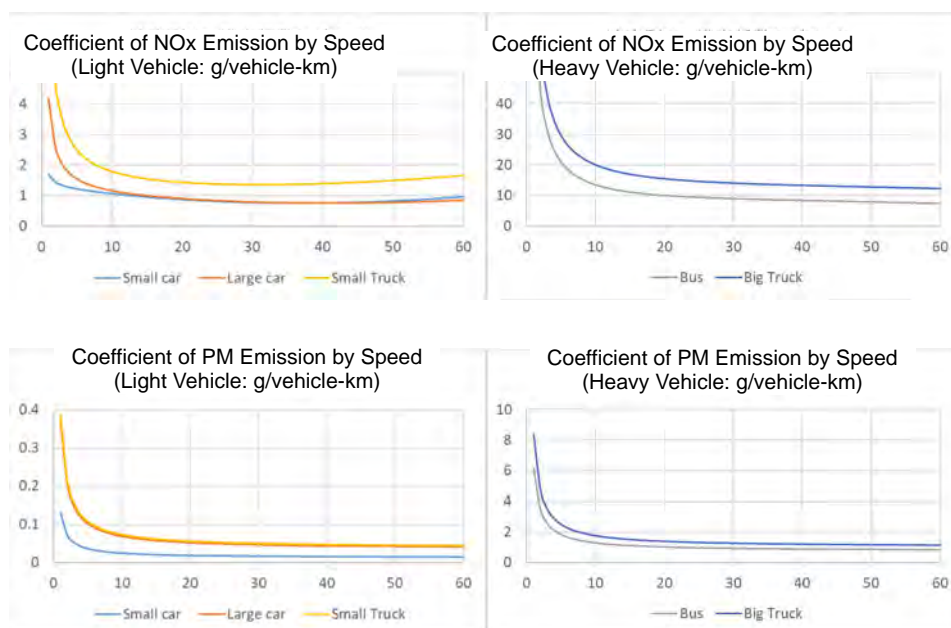 Coefficient of NOx Emission by Speed
(Light Vehicle: g/vehicle-km)
4
3
2
1
0
0 10 20 30 40 50 60
Small car Large car Small Truck
Coefficient of NOx Emission by Speed
(Heavy Vehicle: g/vehicle-km)
40
30
20
10
0
0 10 20 30 40 50 60
Bus Big Truck
Coefficient of PM Emission by Speed
(Light Vehicle: g/vehicle-km)
0.4
0.3
0.2
0.1
0
0 10 20 30 40 50 60
Small car Large car Small Truck
Coefficient of PM Emission by Speed
(Heavy Vehicle: g/vehicle-km)
10
8
6
4
2
0
0 10 20 30 40 50 60
Bus Big Truck